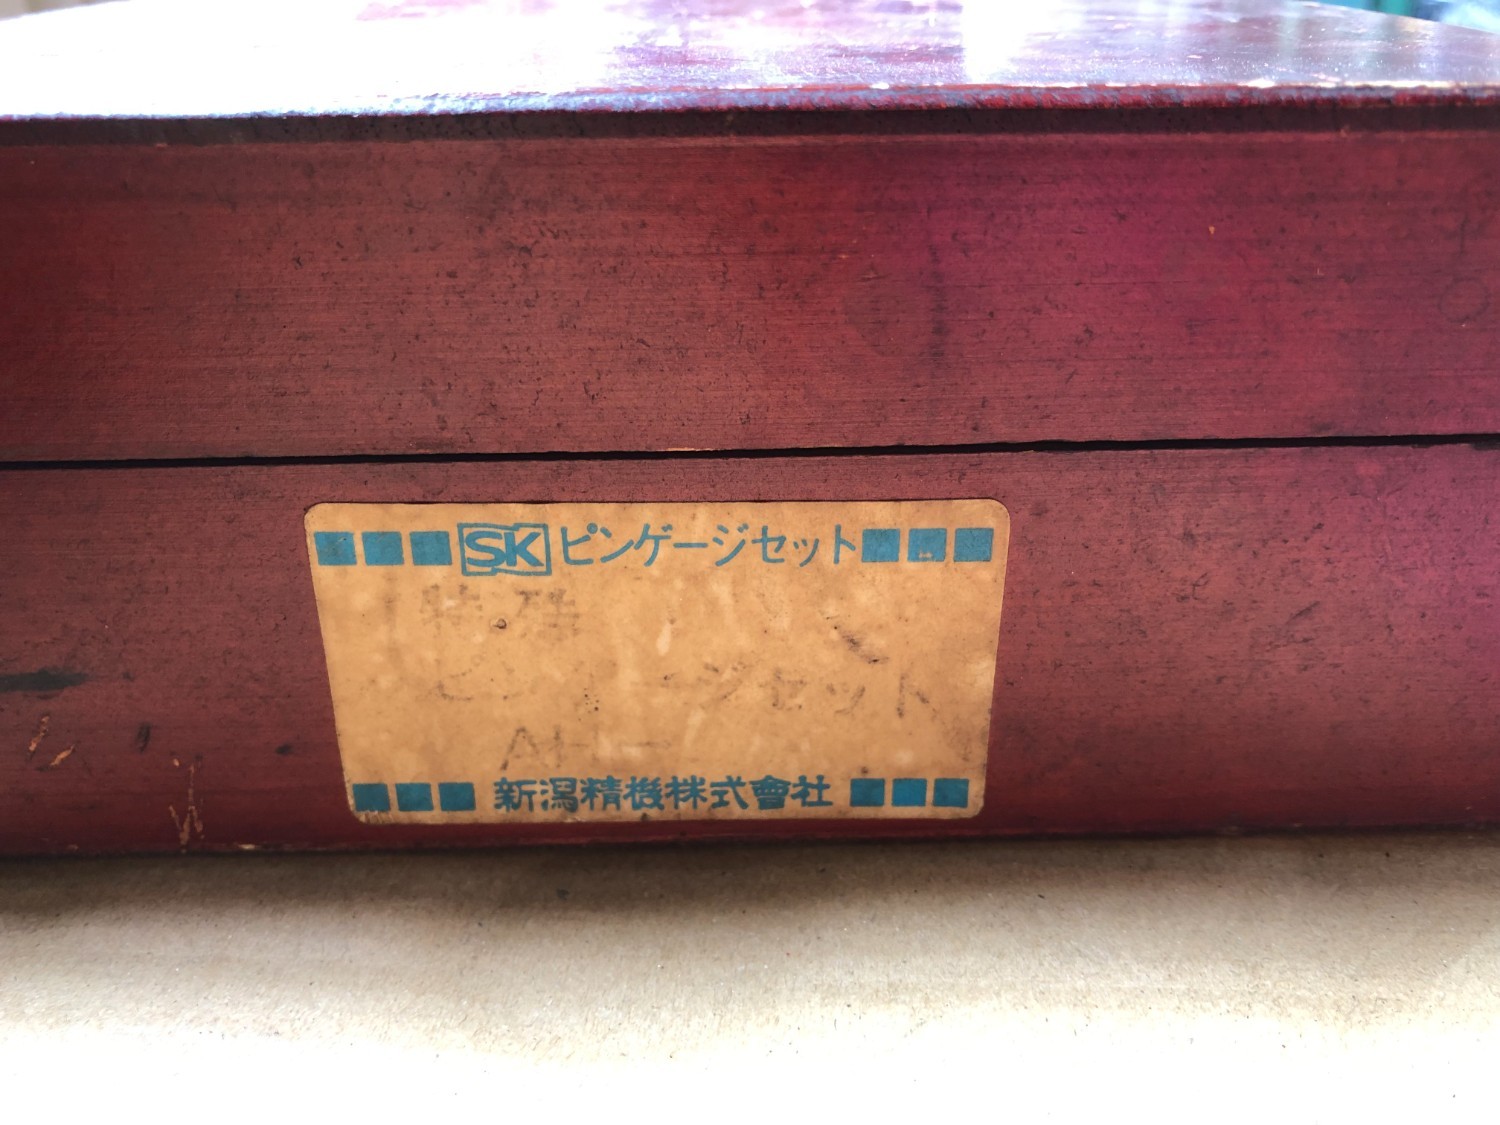 SK ピンゲージセット
特殊
ピンゲージセット
新潟精機株式會社